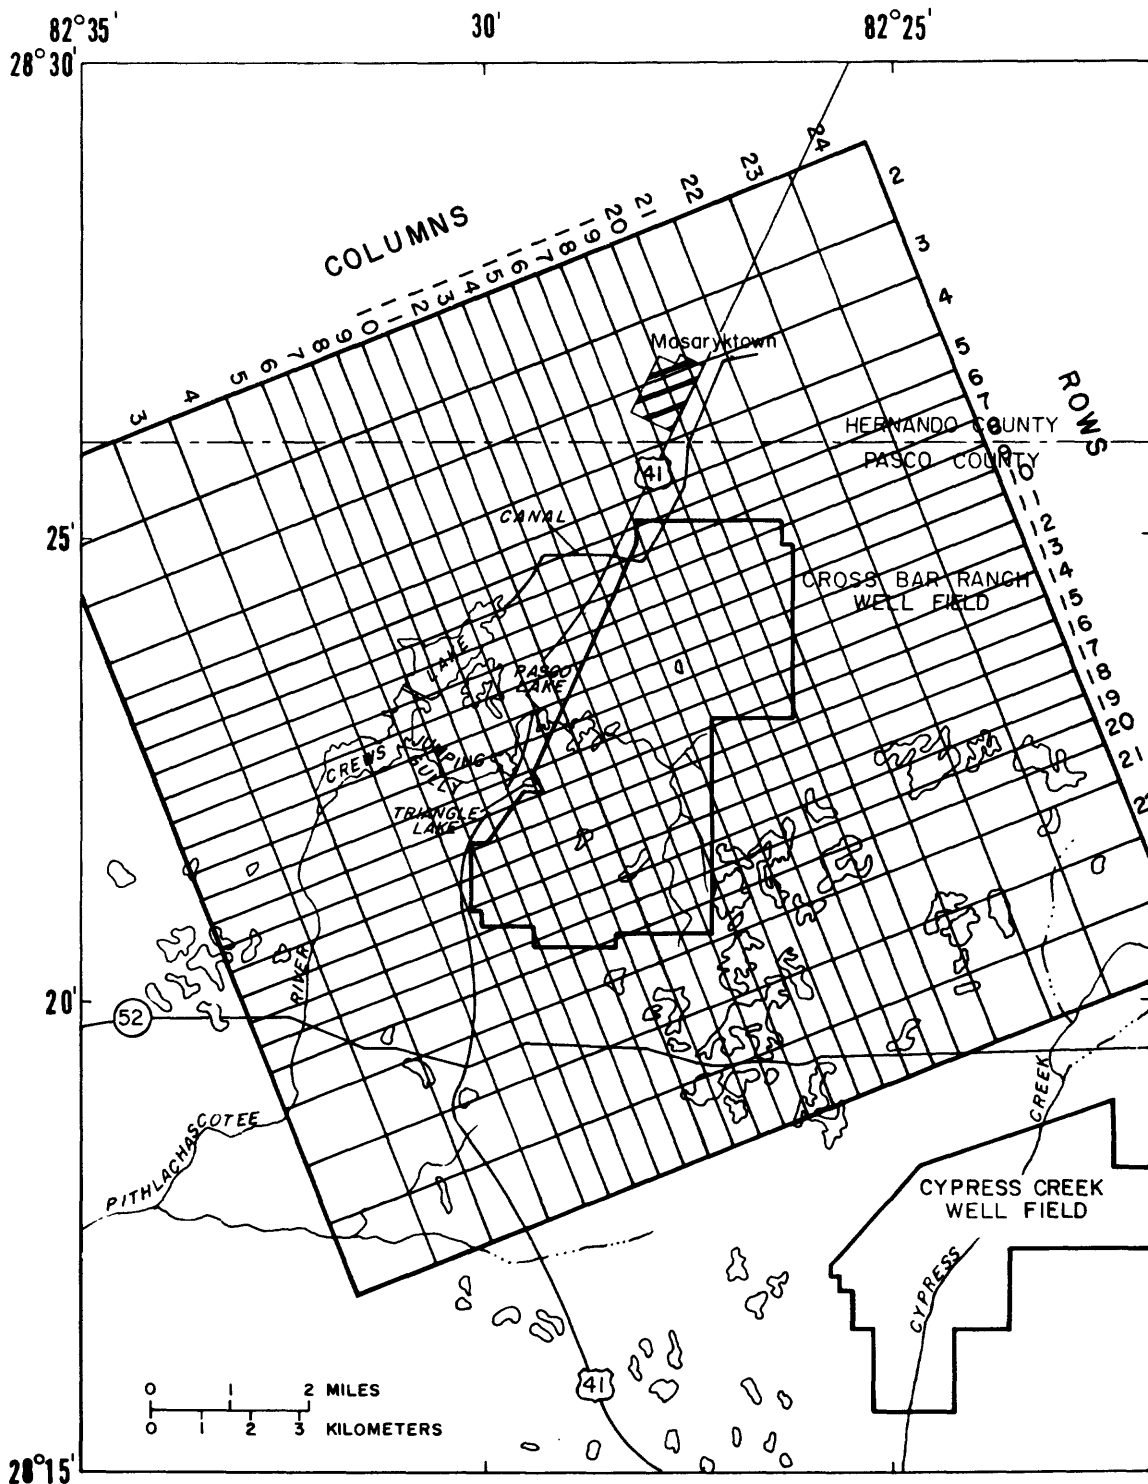 82°35'
30'
82°25'
28°30'
COLUMNS
3
4
5
6
7
8
9
10
11
12
13
14
15
16
17
18
19
20
21
22
23
24
2
3
4
5
6
7
8
9
10
11
12
13
14
15
16
17
18
19
20
21
ROWS
Masaryktown
HERNANDO COUNTY
PASCO COUNTY
41
CANAL
25'
CROSS BAR RANCH
WELL FIELD
LAKE
PASCO
LAKE
CREWS
JUMPING
GULLY
TRIANGLE
LAKE
RIVER
20'
52
PITHLACHASCOTEE
CREEK
CYPRESS CREEK
WELL FIELD
CYPRESS
41
0 1 2 MILES
0 1 2 3 KILOMETERS
28°15'